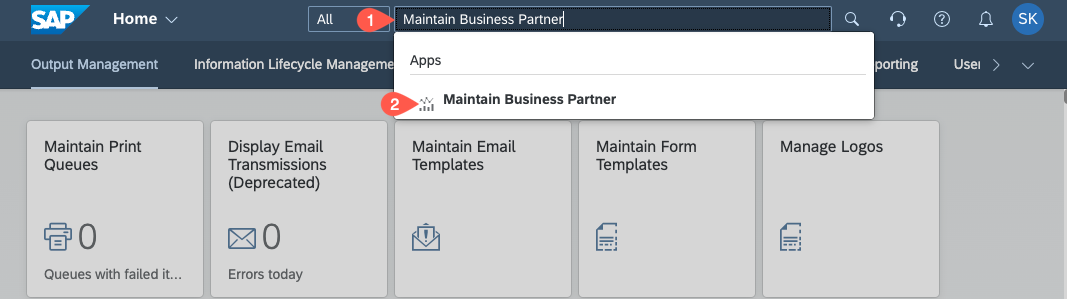 SAP Home All 1 Maintain Business Partner SK
Output Management Information Lifecycle Manageme porting User
Apps
2 Maintain Business Partner
Maintain Print
Queues
0
Queues with failed it...
Display Email
Transmissions
(Deprecated)
0
Errors today
Maintain Email
Templates
Maintain Form
Templates
Manage Logos